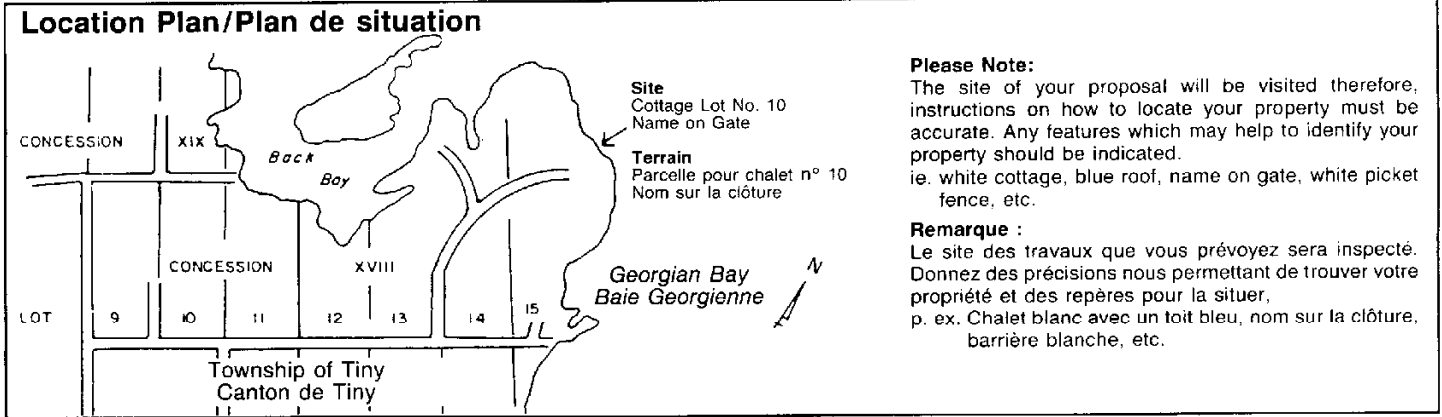 Location Plan/Plan de situation
CONCESSION XIX
Back
Bay
Site
Cottage Lot No. 10
Name on Gate
Terrain
Parcelle pour chalet n° 10
Nom sur la clôture
CONCESSION XVIII
Georgian Bay
Baie Georgienne
N
LOT 9 10 11 12 13 14 15
Township of Tiny
Canton de Tiny
Please Note:
The site of your proposal will be visited therefore,
instructions on how to locate your property must be
accurate. Any features which may help to identify your
property should be indicated.
ie. white cottage, blue roof, name on gate, white picket
fence, etc.
Remarque :
Le site des travaux que vous prévoyez sera inspecté.
Donnez des précisions nous permettant de trouver votre
propriété et des repères pour la situer,
p. ex. Chalet blanc avec un toit bleu, nom sur la clôture,
barrière blanche, etc.